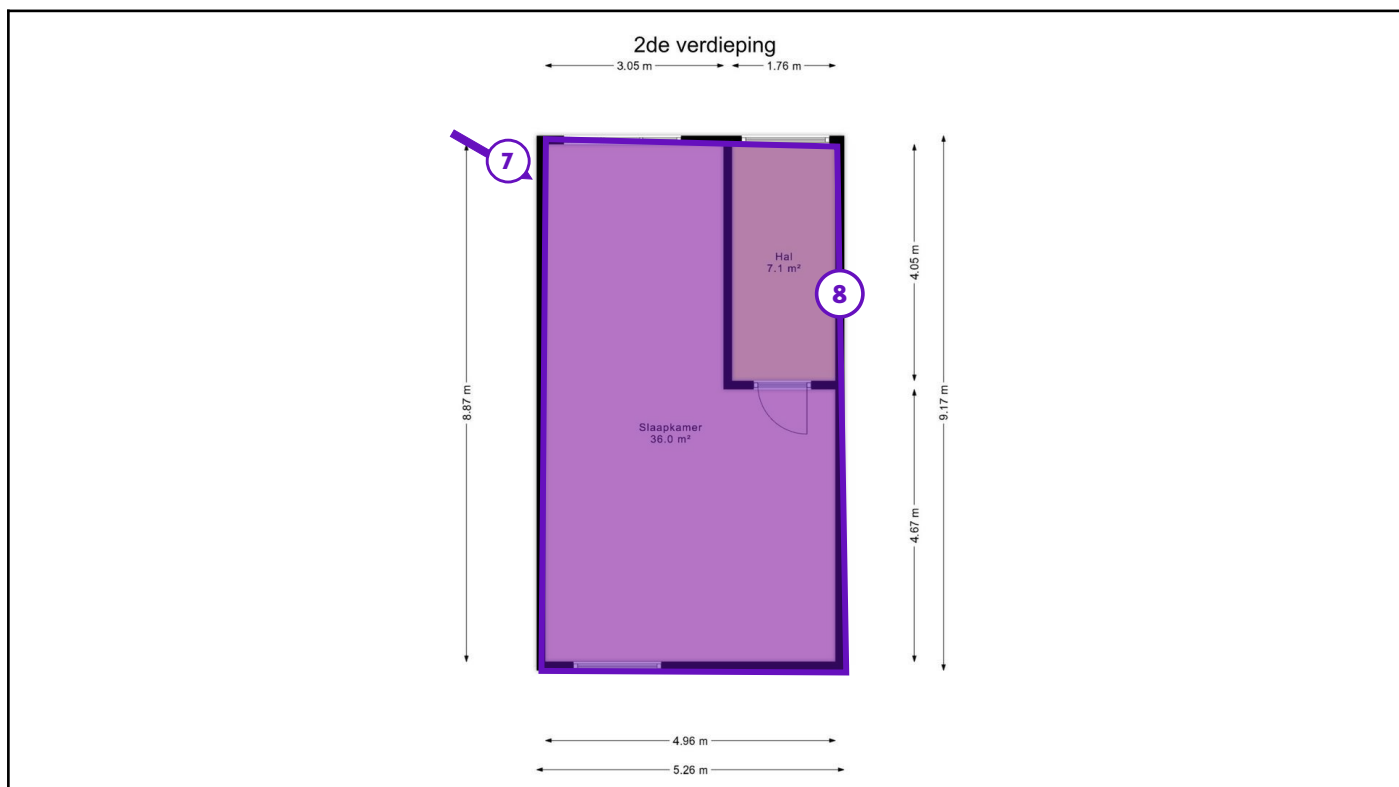 2de verdieping
3.05 m
1.76 m
7
Hal
7.1 m²
4.05 m
8
8.87 m
9.17 m
Slaapkamer
36.0 m²
4.67 m
4.96 m
5.26 m